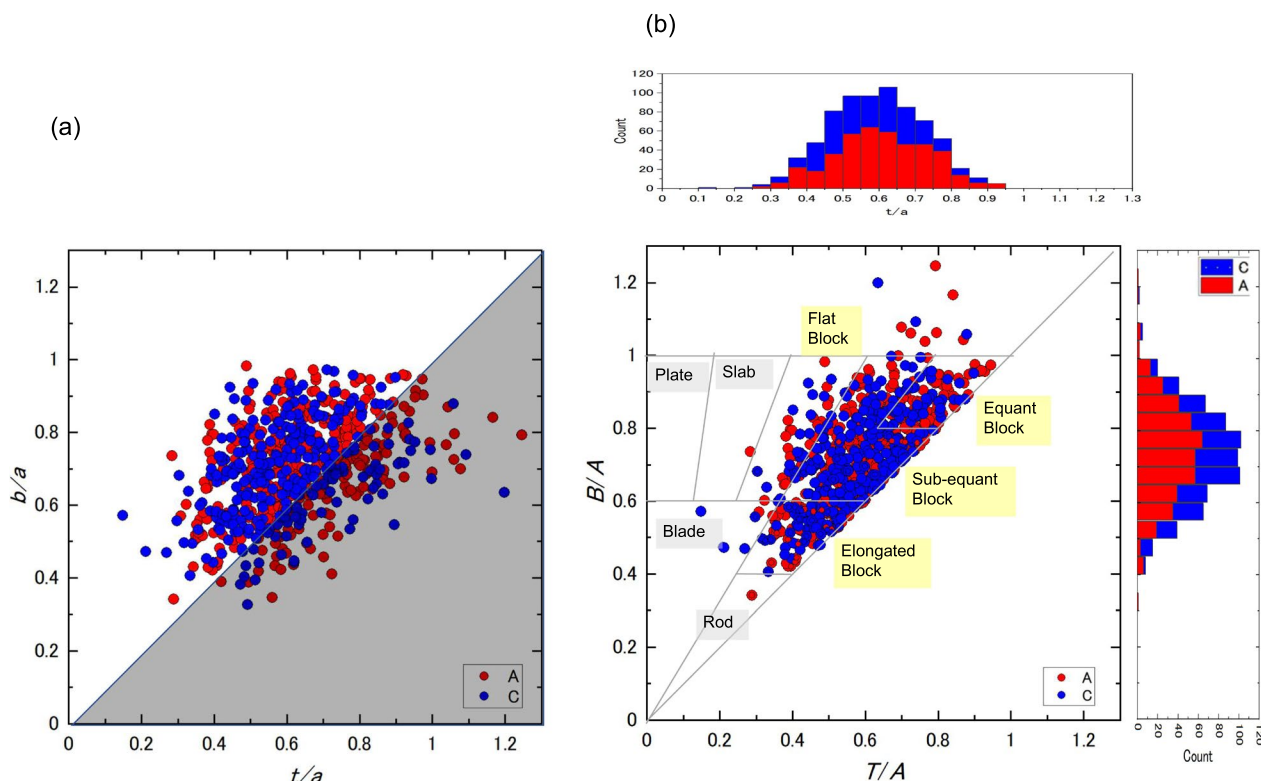 (b)
(a)
Count
120
100
80
60
40
20
0
0 0.1 0.2 0.3 0.4 0.5 0.6 0.7 0.8 0.9 1 1.1 1.2 1.3
t/a
b/a
1.2
1
0.8
0.6
0.4
0.2
0
0 0.2 0.4 0.6 0.8 1 1.2
t/a
A
C
B/A
1.2
1
0.8
0.6
0.4
0.2
0
0 0.2 0.4 0.6 0.8 1 1.2
T/A
Flat
Block
Plate
Slab
Equant
Block
Sub-equant
Block
Blade
Elongated
Block
Rod
A
C
C
A
0 20 40 60 80 100 120
Count